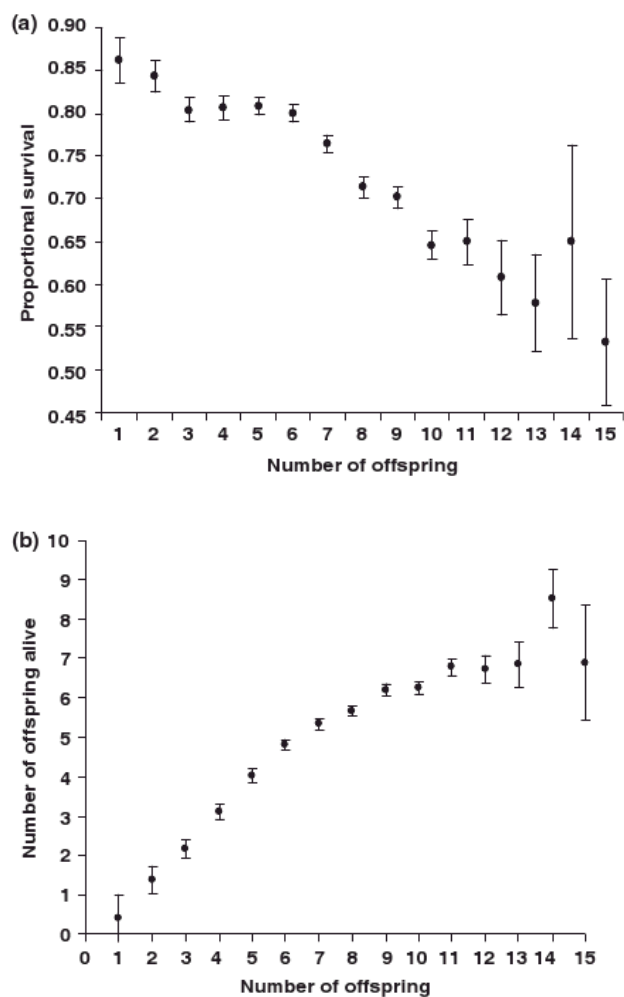 (a)
0.90
0.85
0.80
0.75
0.70
0.65
0.60
0.55
0.50
0.45
Proportional survival
1 2 3 4 5 6 7 8 9 10 11 12 13 14 15
Number of offspring
(b)
10
9
8
7
6
5
4
3
2
1
0
Number of offspring alive
0 1 2 3 4 5 6 7 8 9 10 11 12 13 14 15
Number of offspring